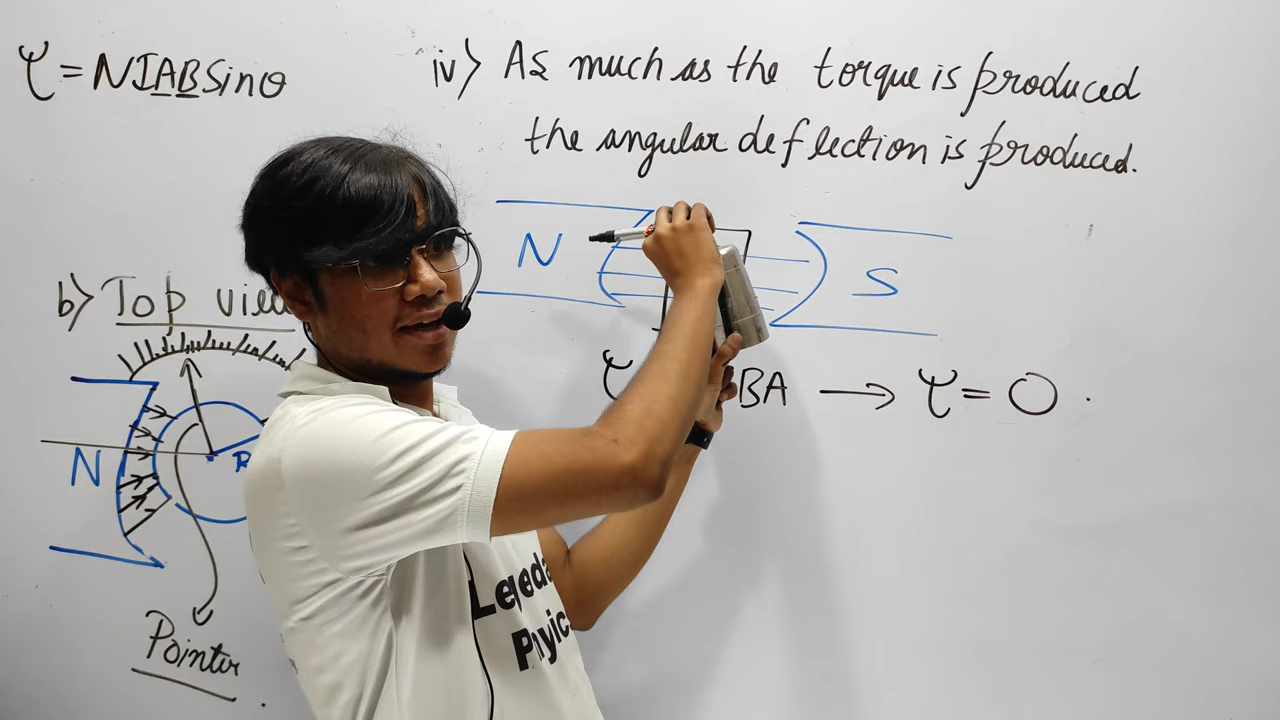 τ = NIABSinθ
iv) As much as the torque is produced
the angular deflection is produced.
N
S
b) Top view
τ BA → τ = 0.
N
R
Pointer
Physic